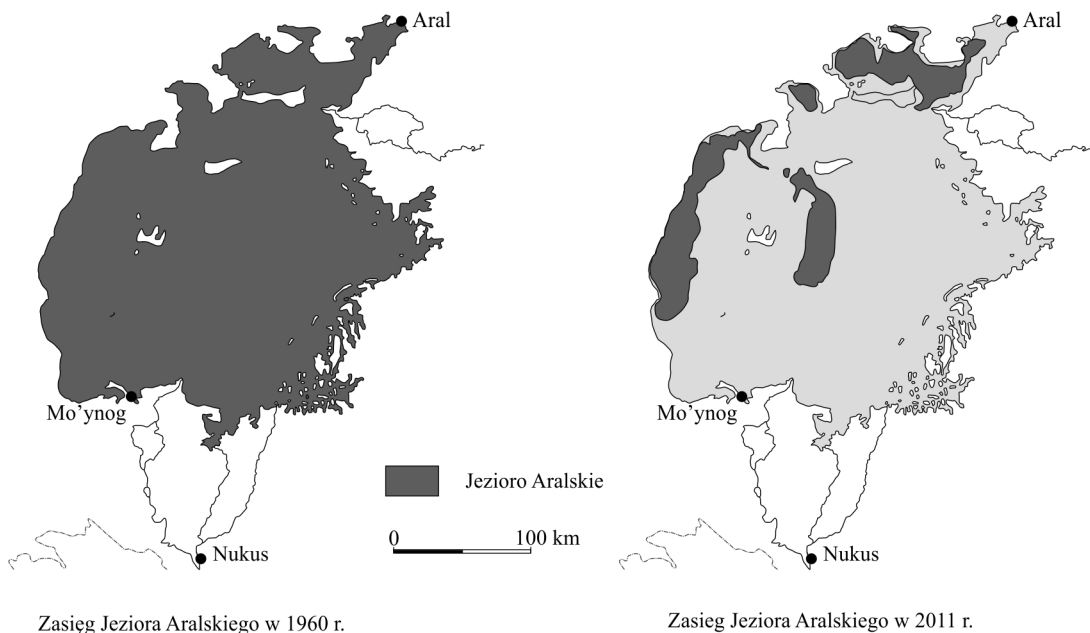 Aral
Mo’ynog
Nukus
Jezioro Aralskie
0 100 km
Zasięg Jeziora Aralskiego w 1960 r.
Aral
Mo’ynog
Nukus
Zasieg Jeziora Aralskiego w 2011 r.